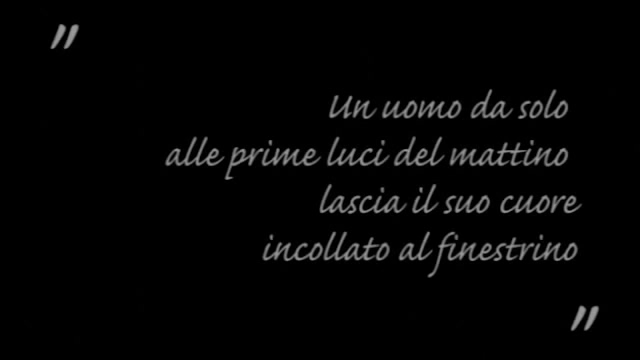 "
Un uomo da solo
alle prime luci del mattino
lascia il suo cuore
incollato al finestrino
"